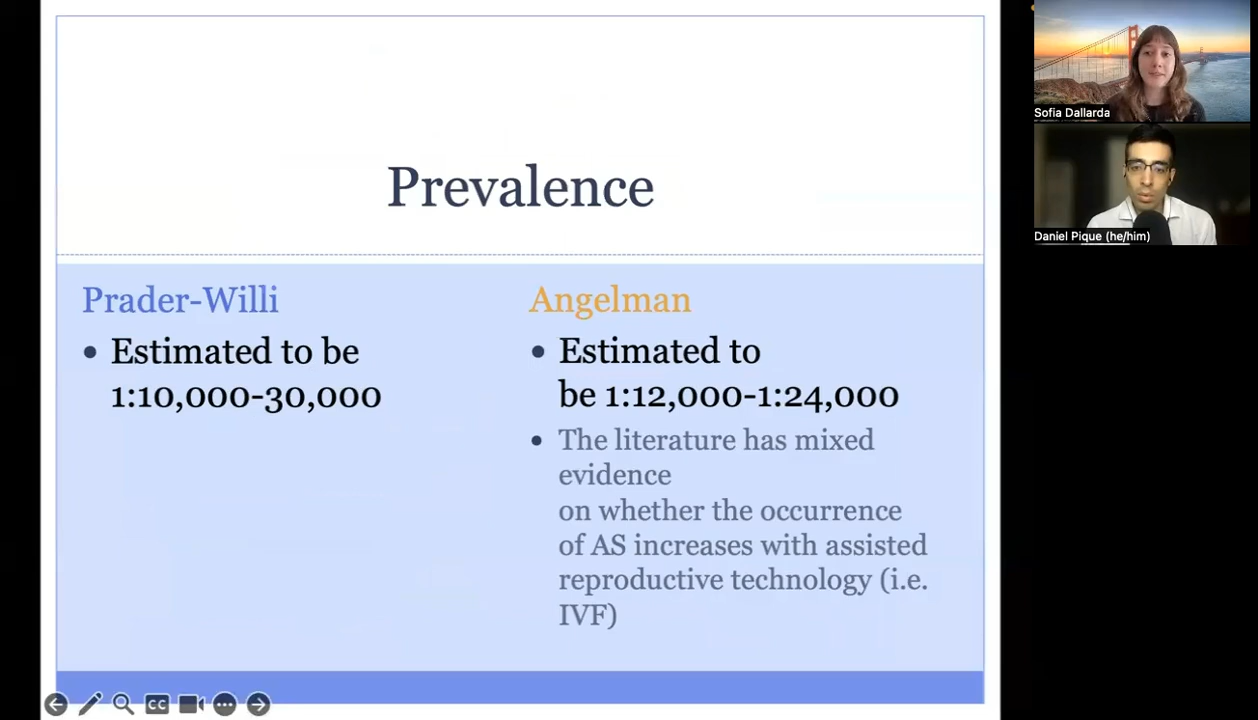 Prevalence
Prader-Willi
• Estimated to be
1:10,000-30,000
Angelman
• Estimated to
be 1:12,000-1:24,000
• The literature has mixed
evidence
on whether the occurrence
of AS increases with assisted
reproductive technology (i.e.
IVF)
Sofia Dallarda
Daniel Pique (he/him)
CC